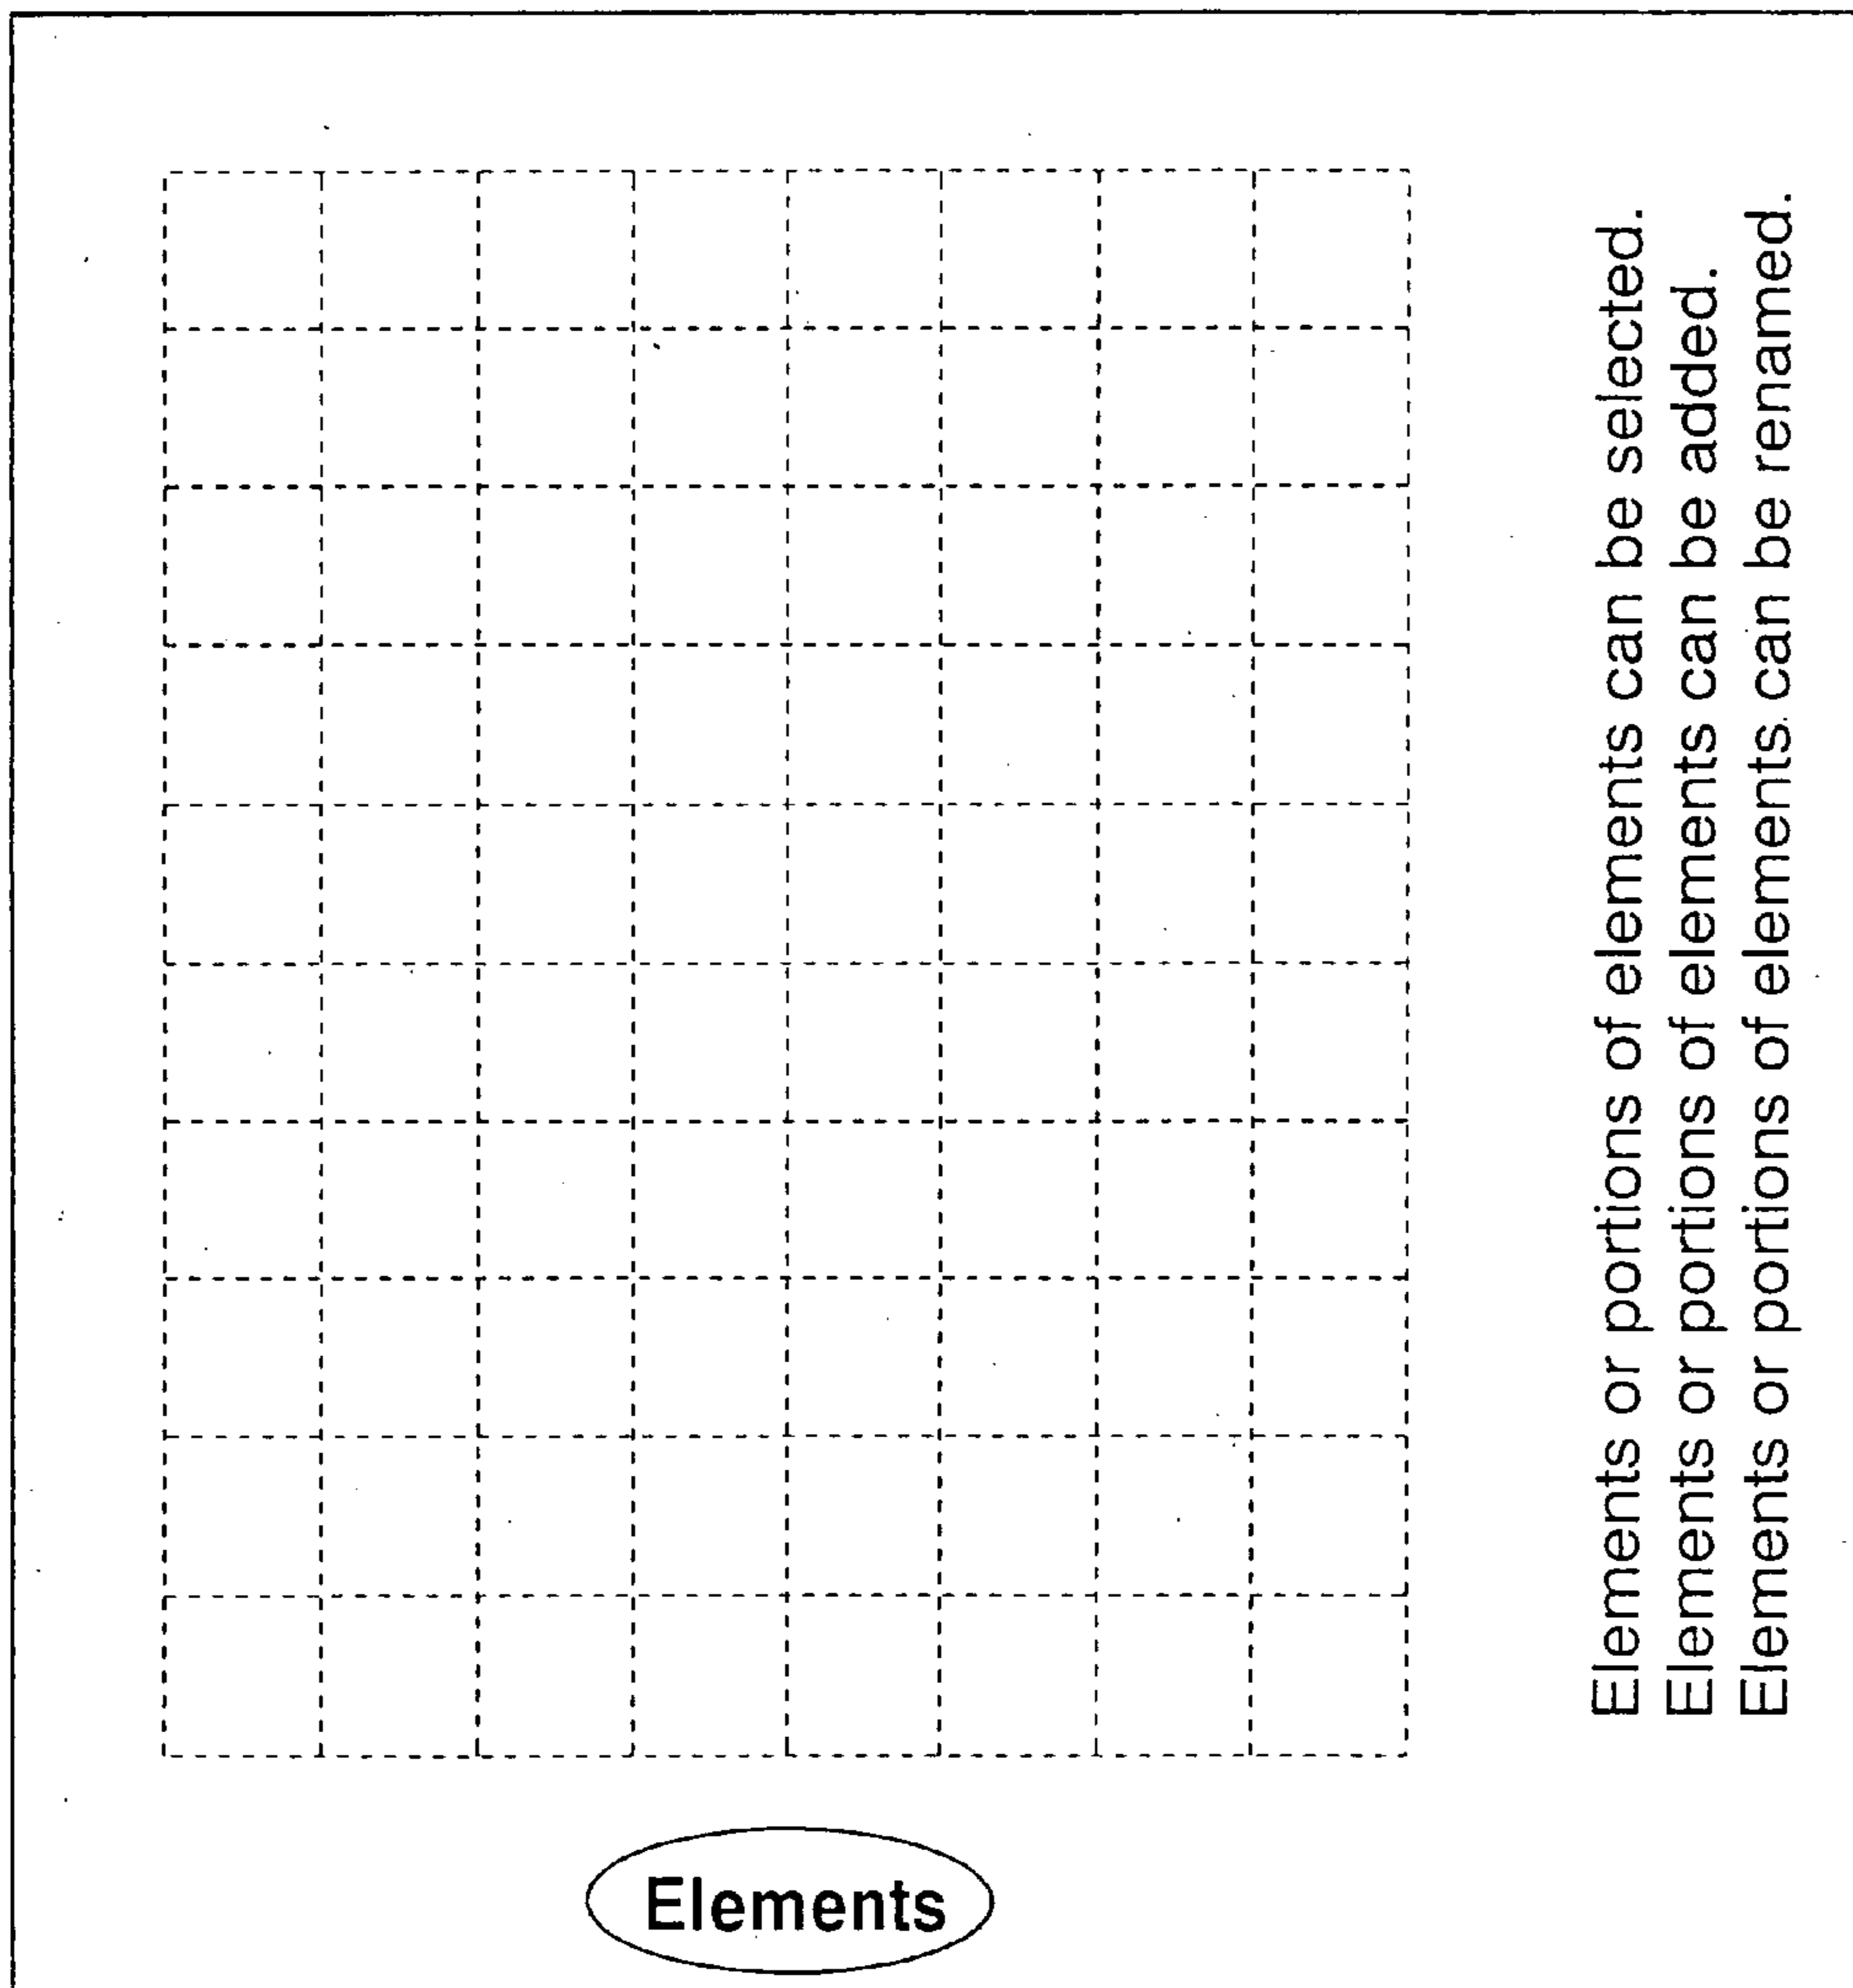 Elements or portions of elements can be selected.
Elements or portions of elements can be added.
Elements or portions of elements can be renamed.
Elements